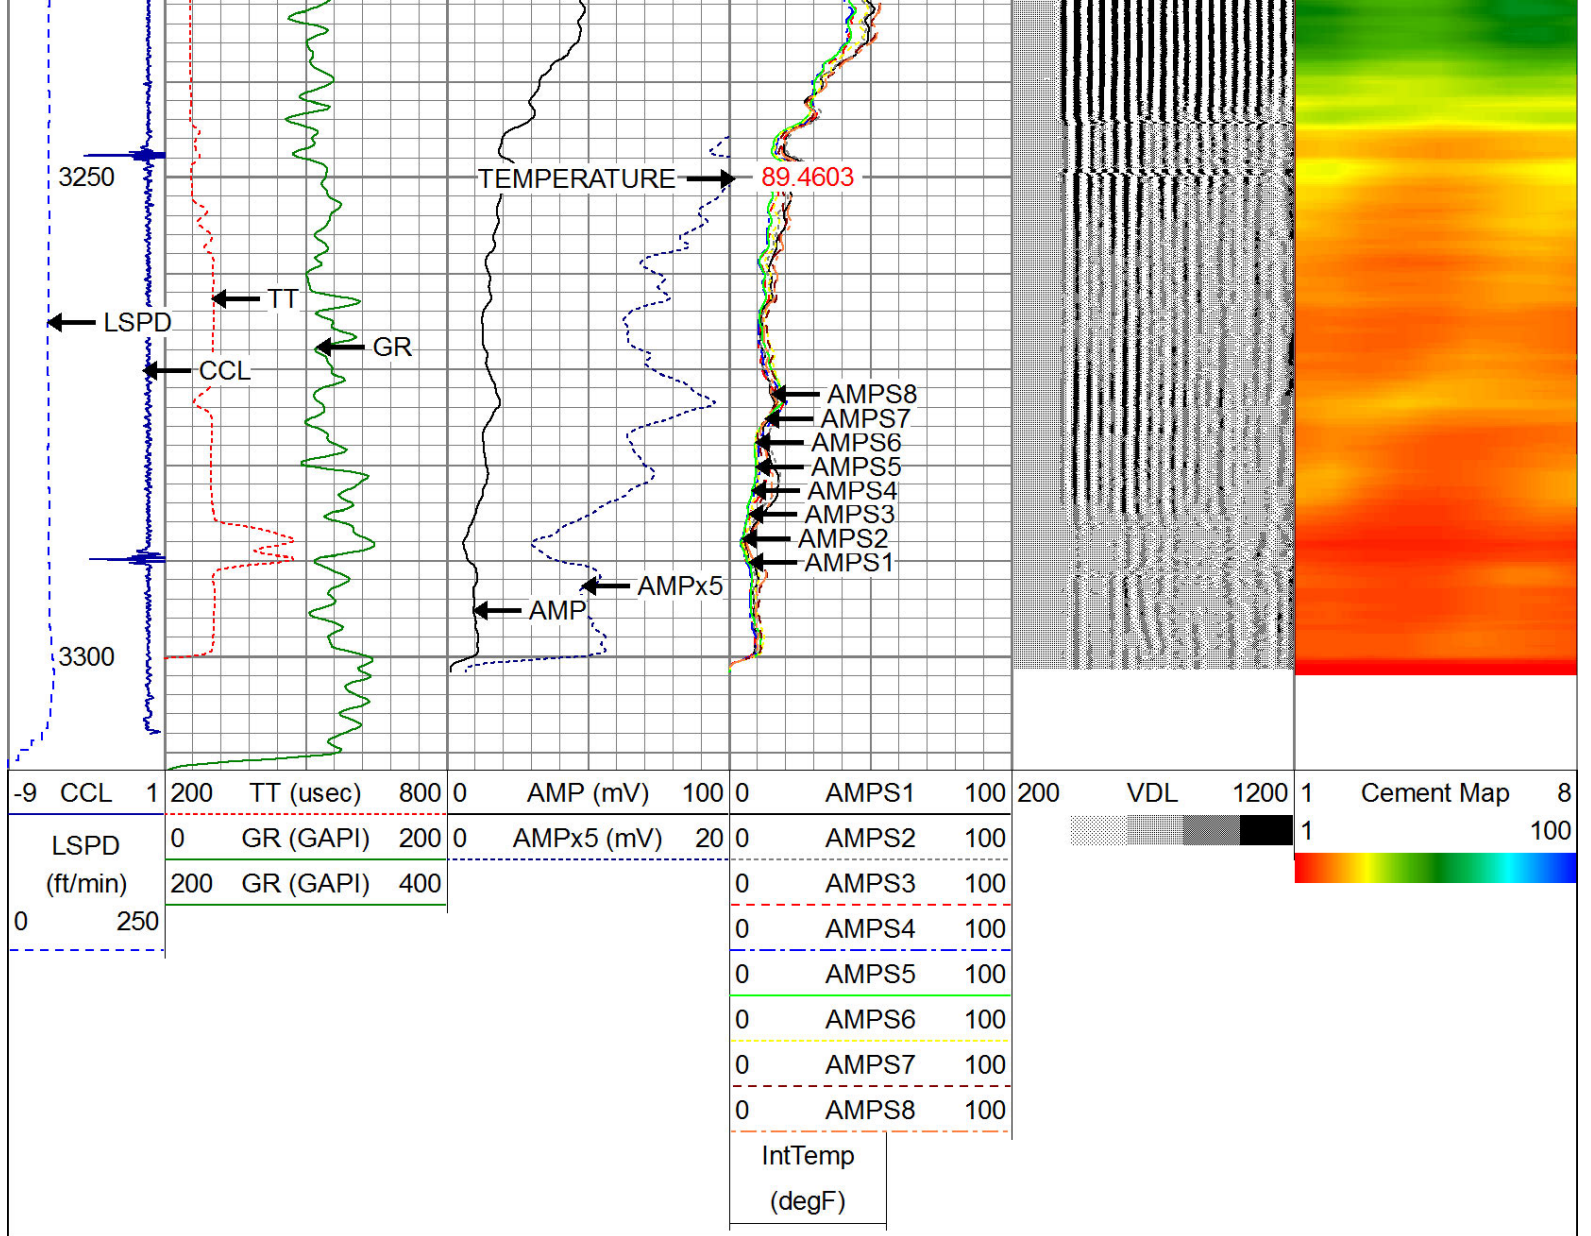 3250
TEMPERATURE
89.4603
TT
LSPD
GR
CCL
AMPS8
AMPS7
AMPS6
AMPS5
AMPS4
AMPS3
AMPS2
AMPS1
AMPx5
AMP
3300
-9 CCL 1
200 TT (usec) 800
0 AMP (mV) 100
0 AMPS1 100
200 VDL 1200
1 Cement Map 8
LSPD
(ft/min)
0 250
0 GR (GAPI) 200
0 AMPx5 (mV) 20
0 AMPS2 100
1 100
200 GR (GAPI) 400
0 AMPS3 100
0 AMPS4 100
0 AMPS5 100
0 AMPS6 100
0 AMPS7 100
0 AMPS8 100
IntTemp
(degF)